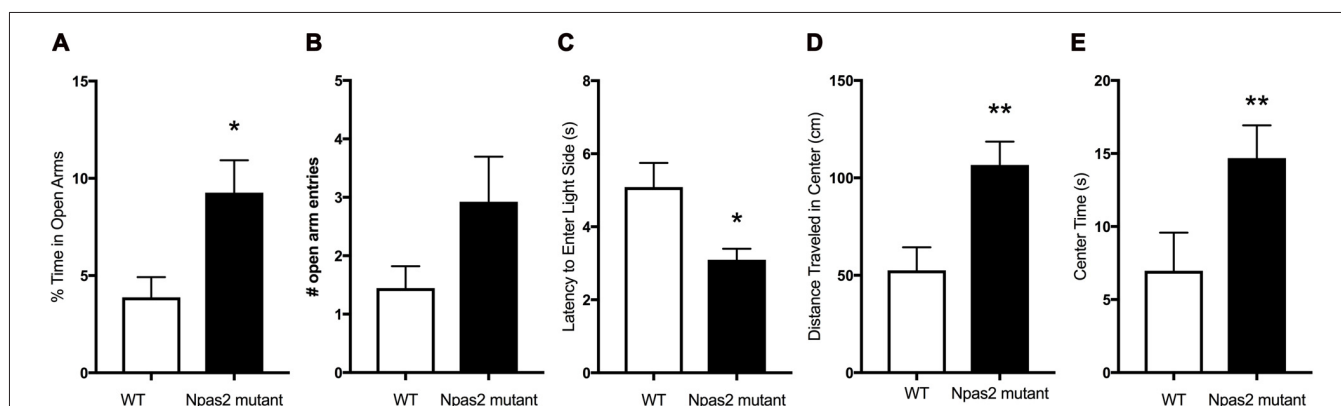 A
B
C
D
E
% Time in Open Arms
15
10
5
0
*
WT
Npas2 mutant
# open arm entries
5
4
3
2
1
0
WT
Npas2 mutant
Latency to Enter Light Side (s)
8
6
4
2
0
*
WT
Npas2 mutant
Distance Traveled in Center (cm)
150
100
50
0
**
WT
Npas2 mutant
Center Time (s)
20
15
10
5
0
**
WT
Npas2 mutant